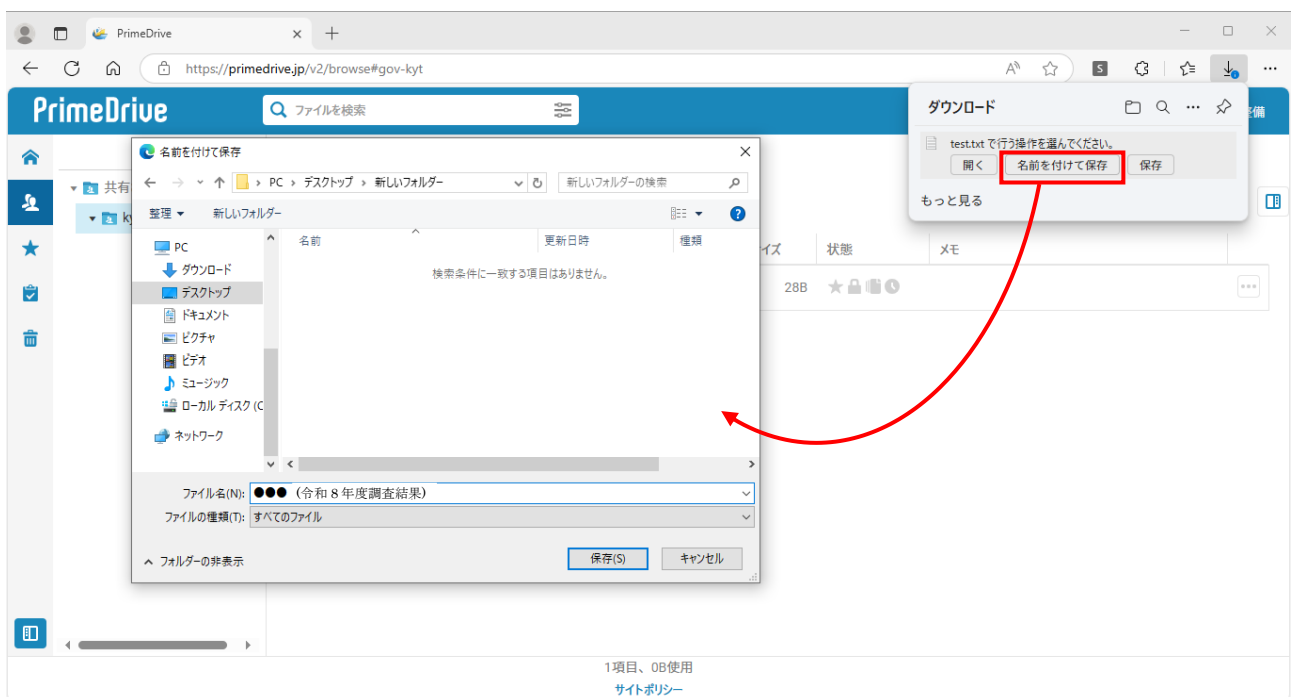 PrimeDrive
https://primedrive.jp/v2/browse#gov-kyt
PrimeDrive
ファイルを検索
備
ダウンロード
test.txt で行う操作を選んでください。
開く
名前を付けて保存
保存
もっと見る
共有
名前を付けて保存
PC › デスクトップ › 新しいフォルダー
新しいフォルダーの検索
整理
新しいフォルダー
PC
ダウンロード
デスクトップ
ドキュメント
ピクチャ
ビデオ
ミュージック
ローカル ディスク (C
ネットワーク
名前
更新日時
種類
検索条件に一致する項目はありません。
イズ
状態
メモ
28B
ファイル名(N):
●●● (令和8年度調査結果)
ファイルの種類(T):
すべてのファイル
フォルダーの非表示
保存(S)
キャンセル
1項目、0B使用
サイトポリシー